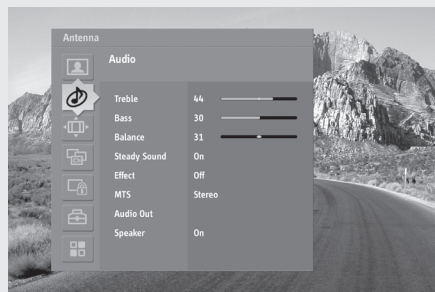 Antenna
Audio
Treble 44
Bass 30
Balance 31
Steady Sound On
Effect Off
MTS Stereo
Audio Out
Speaker On